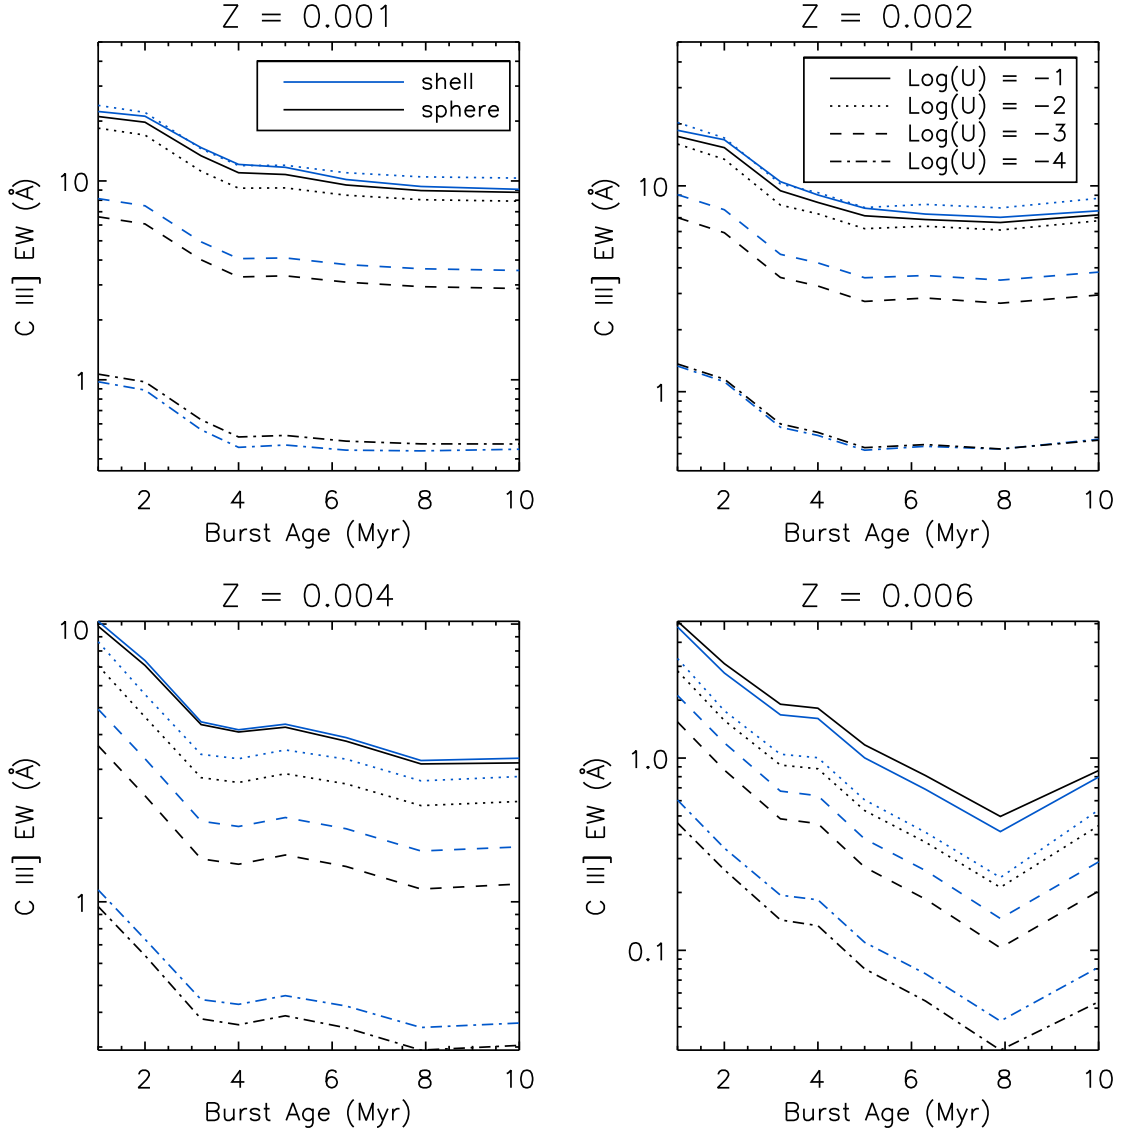 Z = 0.001
shell
sphere
10
1
C III] EW (Å)
2 4 6 8 10
Burst Age (Myr)
Z = 0.002
Log(U) = −1
Log(U) = −2
Log(U) = −3
Log(U) = −4
10
1
C III] EW (Å)
2 4 6 8 10
Burst Age (Myr)
Z = 0.004
10
1
C III] EW (Å)
2 4 6 8 10
Burst Age (Myr)
Z = 0.006
1.0
0.1
C III] EW (Å)
2 4 6 8 10
Burst Age (Myr)